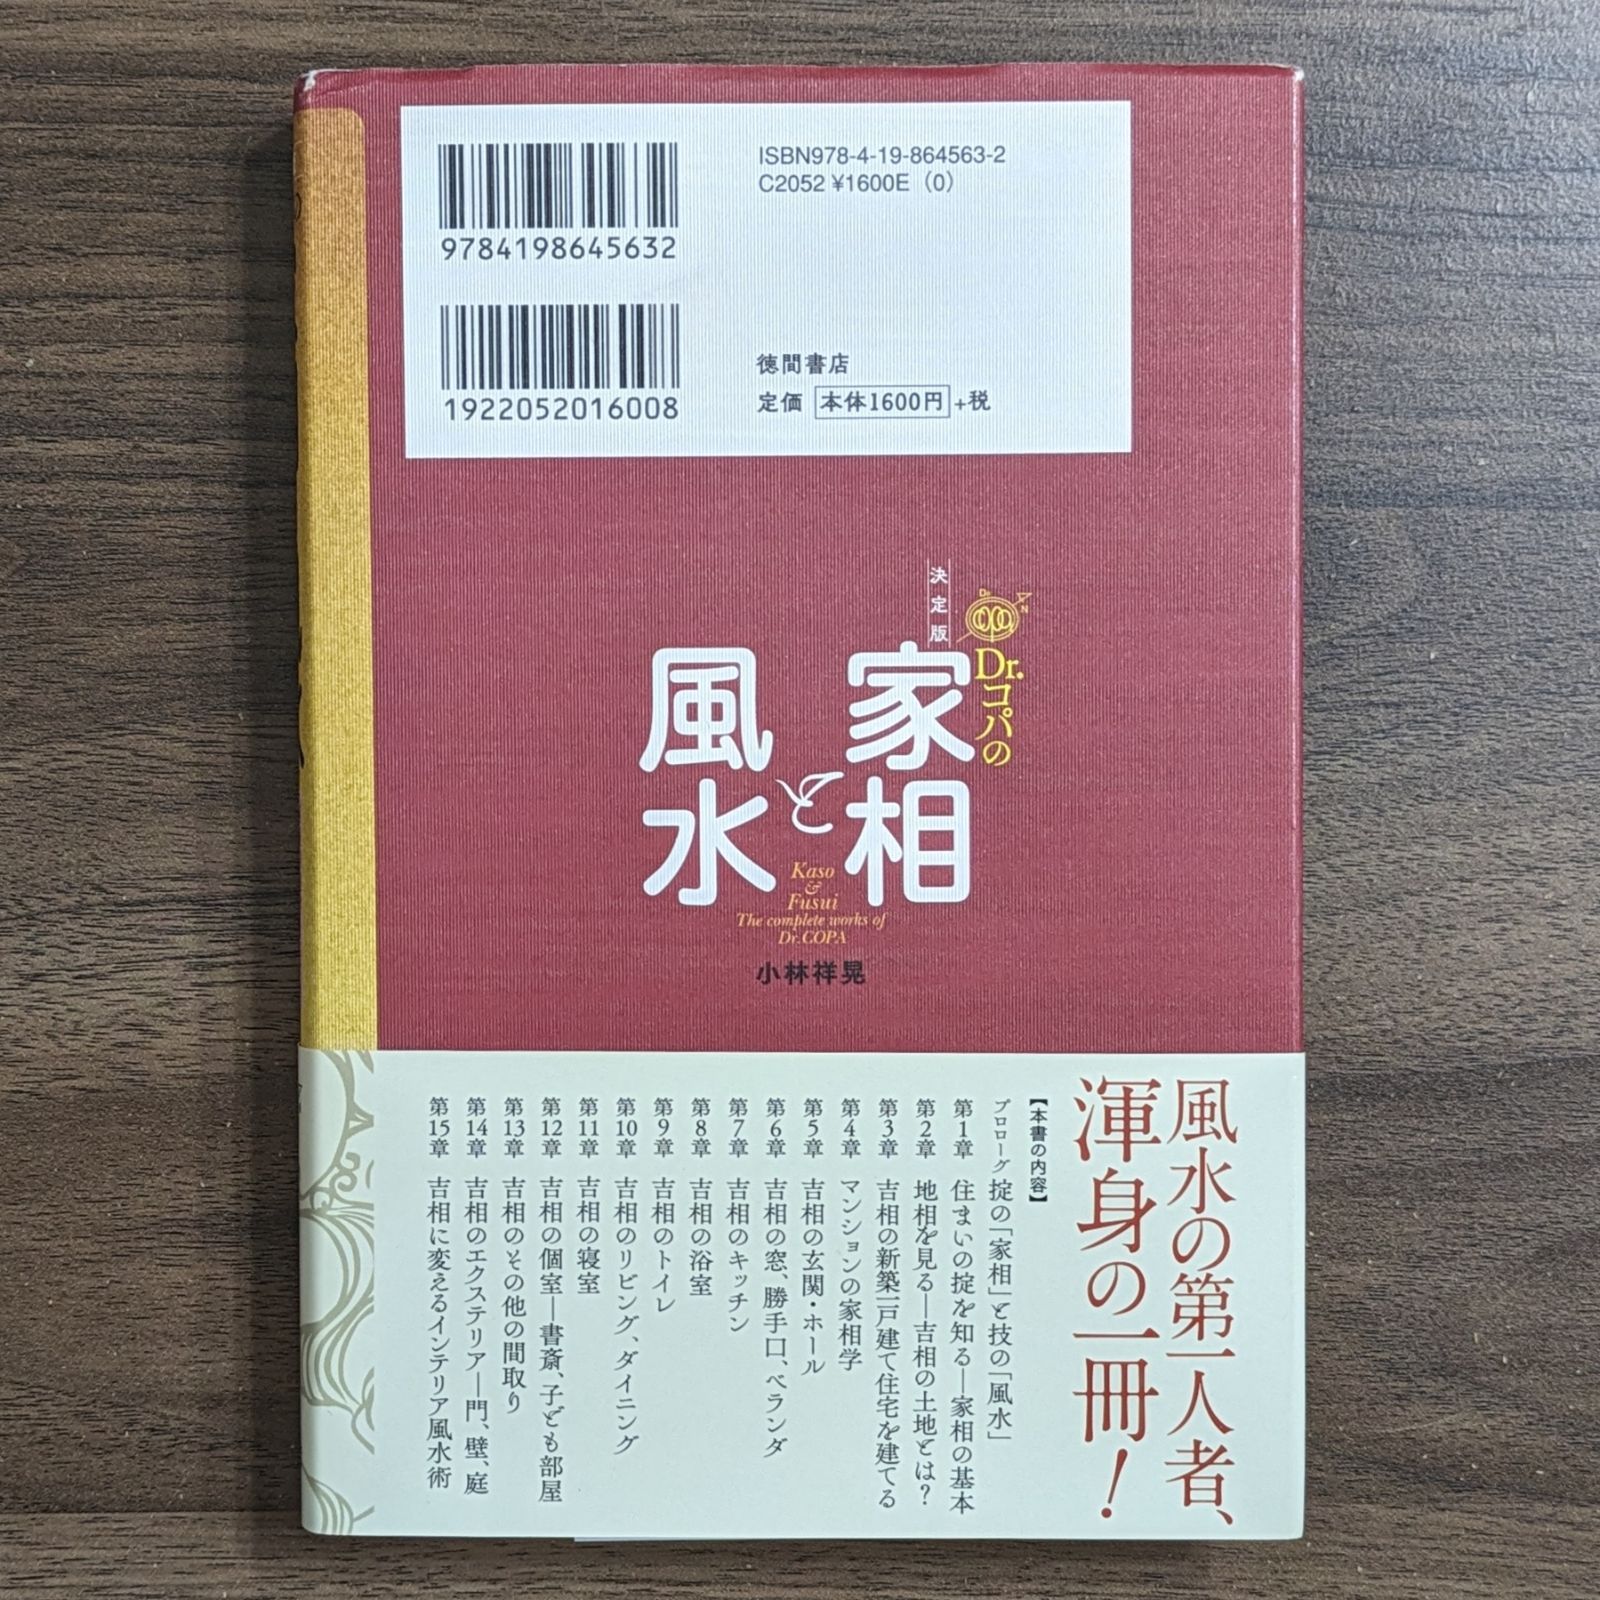 9784198645632
ISBN978-4-19-864563-2
C2052 ¥1600E (0)
1922052016008
徳間書店
定価 本体1600円+税
決定版
Dr. COPA N
Dr.コパの
家相
と
風水
Kaso
&
Fusui
The complete works of
Dr.COPA
小林祥晃
風水の第一人者、
渾身の一冊!
【本書の内容】
プロローグ 掟の「家相」と技の「風水」
第1章 住まいの掟を知る―家相の基本
第2章 地相を見る―吉相の土地とは?
第3章 吉相の新築一戸建て住宅を建てる
第4章 マンションの家相学
第5章 吉相の玄関・ホール
第6章 吉相の窓、勝手口、ベランダ
第7章 吉相のキッチン
第8章 吉相の浴室
第9章 吉相のトイレ
第10章 吉相のリビング、ダイニング
第11章 吉相の寝室
第12章 吉相の個室―書斎、子ども部屋
第13章 吉相のその他の間取り
第14章 吉相のエクステリア―門、壁、庭
第15章 吉相に変えるインテリア風水術